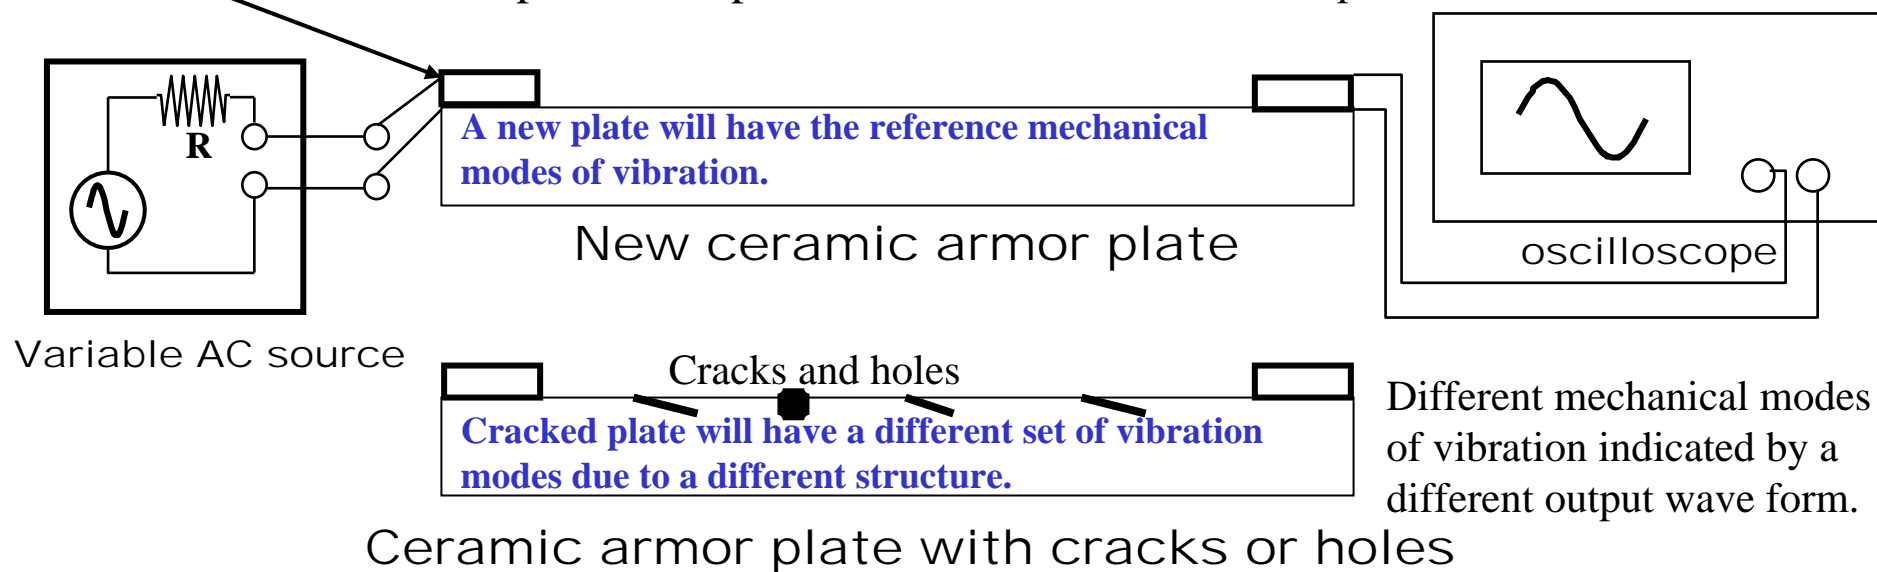 R
A new plate will have the reference mechanical
modes of vibration.
New ceramic armor plate
oscilloscope
Variable AC source
Cracks and holes
Cracked plate will have a different set of vibration
modes due to a different structure.
Different mechanical modes
of vibration indicated by a
different output wave form.
Ceramic armor plate with cracks or holes